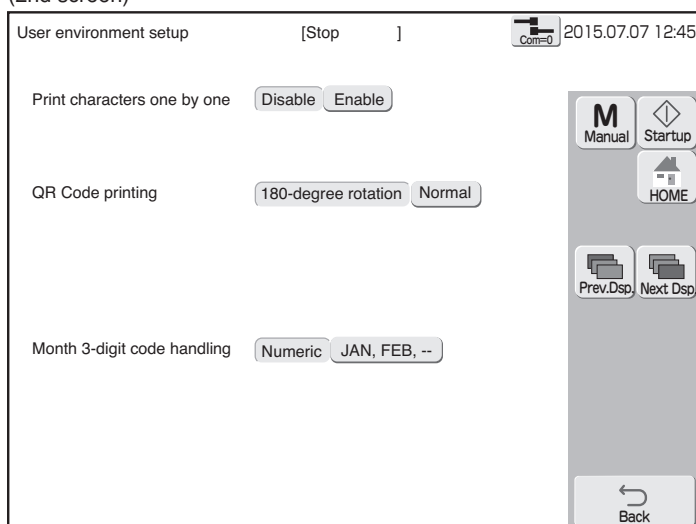 (2nd screen)
User environment setup [Stop ] Com=0 2015.07.07 12:45
Print characters one by one Disable Enable
M Manual Startup
QR Code printing 180-degree rotation Normal
HOME
Prev.Dsp. Next Dsp.
Month 3-digit code handling Numeric JAN, FEB, --
Back